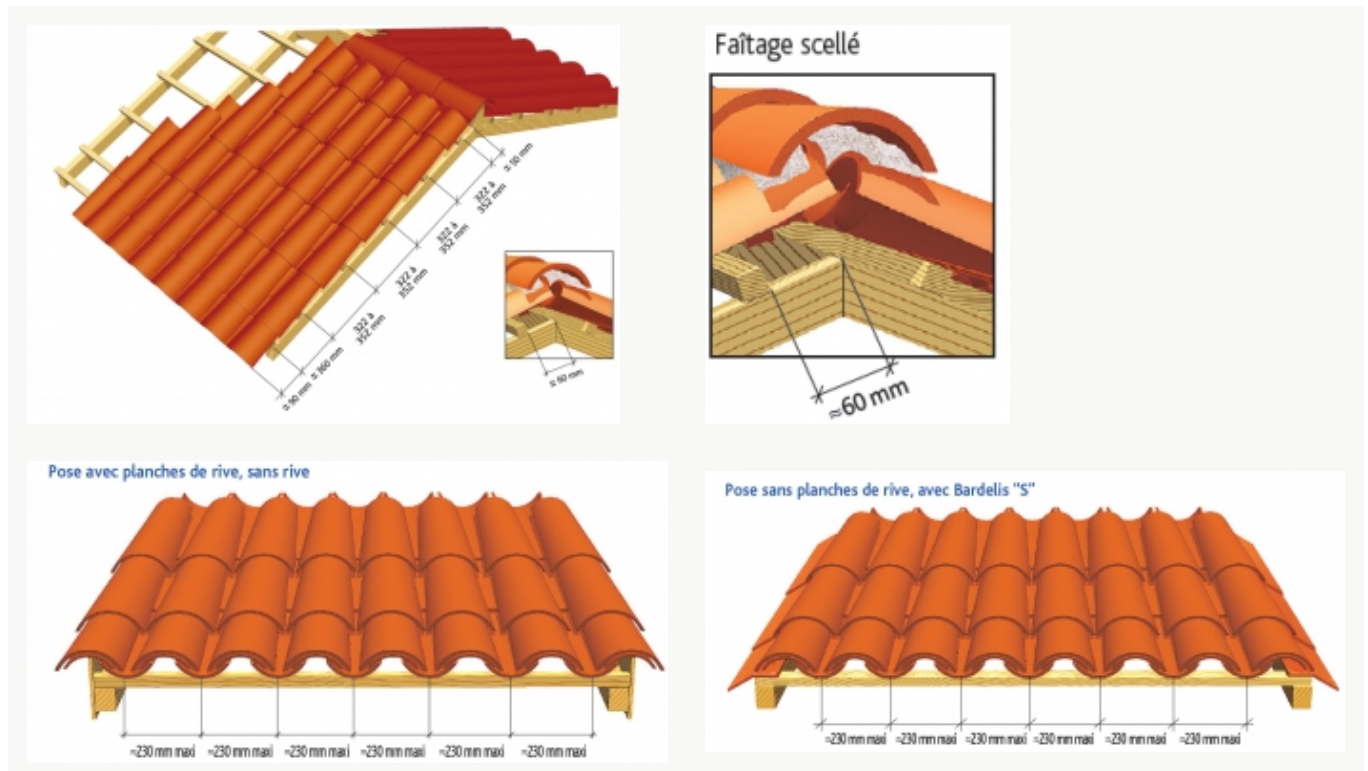 ≈ 50 mm
322 à
352 mm
322 à
352 mm
322 à
352 mm
322 à
352 mm
≈ 360 mm
≈ 90 mm
≈ 60 mm
Faîtage scellé
≈60 mm
Pose avec planches de rive, sans rive
≈230 mm maxi ≈230 mm maxi ≈230 mm maxi ≈230 mm maxi ≈230 mm maxi ≈230 mm maxi
Pose sans planches de rive, avec Bardelis "S"
≈230 mm maxi ≈230 mm maxi ≈230 mm maxi ≈230 mm maxi ≈230 mm maxi ≈230 mm maxi